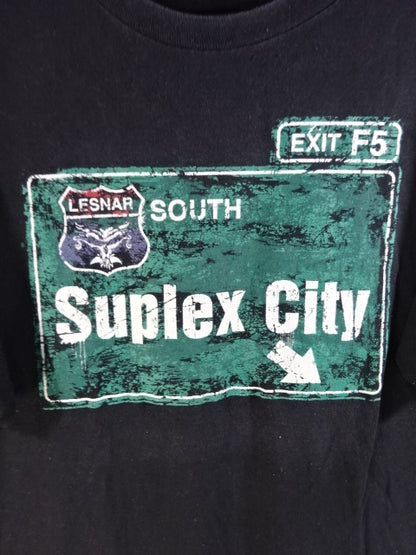 EXIT F5
LESNAR
SOUTH
Suplex City